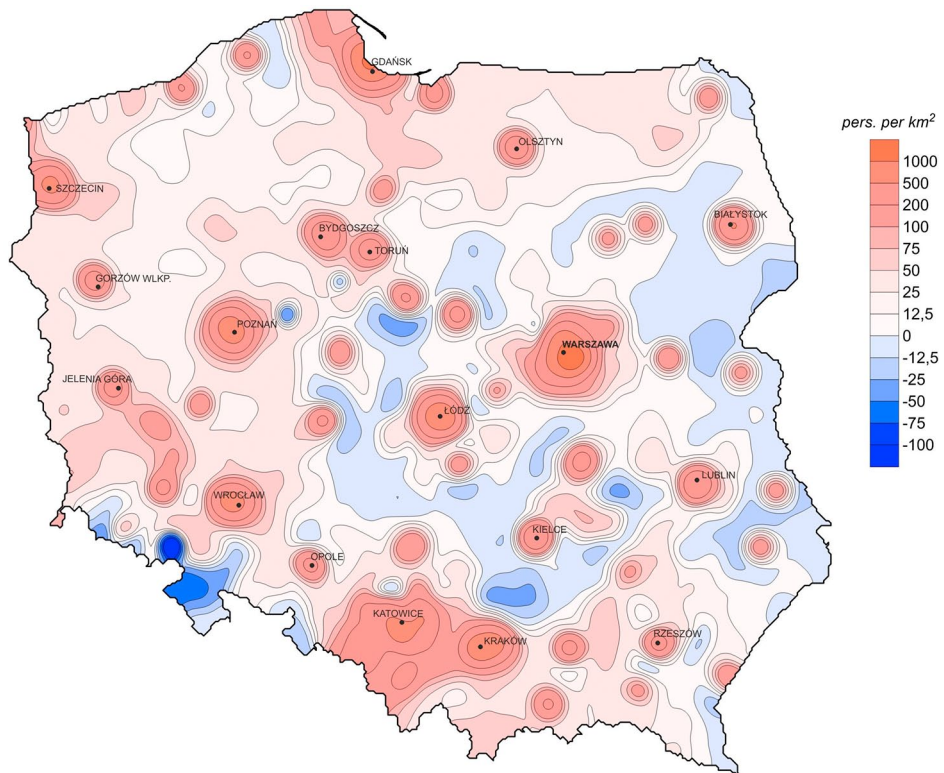 GDAŃSK
pers. per km²
OLSZTYN
1000
500
200
100
75
50
25
12,5
0
-12,5
-25
-50
-75
-100
SZCZECIN
BIAŁYSTOK
BYDGOSZCZ
TORUŃ
GORZÓW WLKP.
POZNAŃ
WARSZAWA
JELENIA GÓRA
ŁÓDZ
LUBLIN
WROCŁAW
KIELCE
OPOLE
KATOWICE
KRAKÓW
RZESZÓW